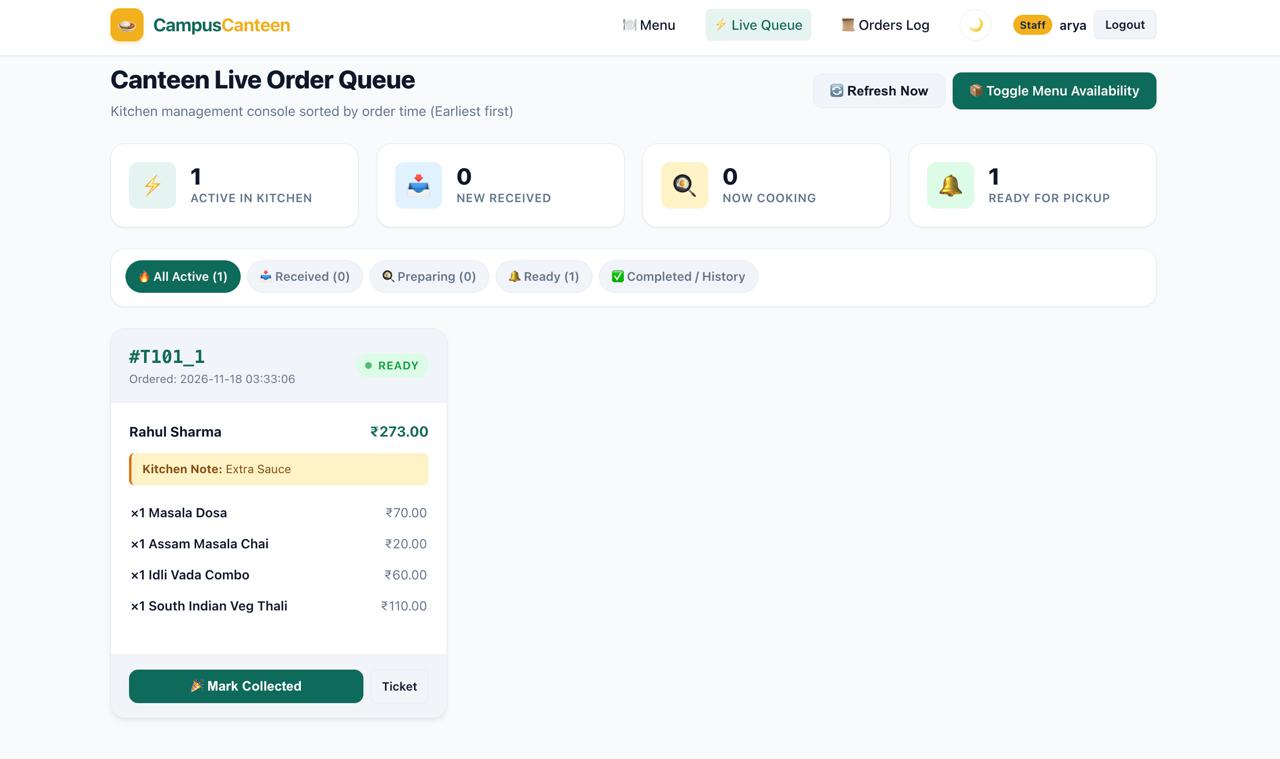 CampusCanteen
Menu
Live Queue
Orders Log
Staff
arya
Logout
Canteen Live Order Queue
Kitchen management console sorted by order time (Earliest first)
Refresh Now
Toggle Menu Availability
1
ACTIVE IN KITCHEN
0
NEW RECEIVED
0
NOW COOKING
1
READY FOR PICKUP
All Active (1)
Received (0)
Preparing (0)
Ready (1)
Completed / History
#T101_1
READY
Ordered: 2026-11-18 03:33:06
Rahul Sharma ₹273.00
Kitchen Note: Extra Sauce
×1 Masala Dosa ₹70.00
×1 Assam Masala Chai ₹20.00
×1 Idli Vada Combo ₹60.00
×1 South Indian Veg Thali ₹110.00
Mark Collected
Ticket